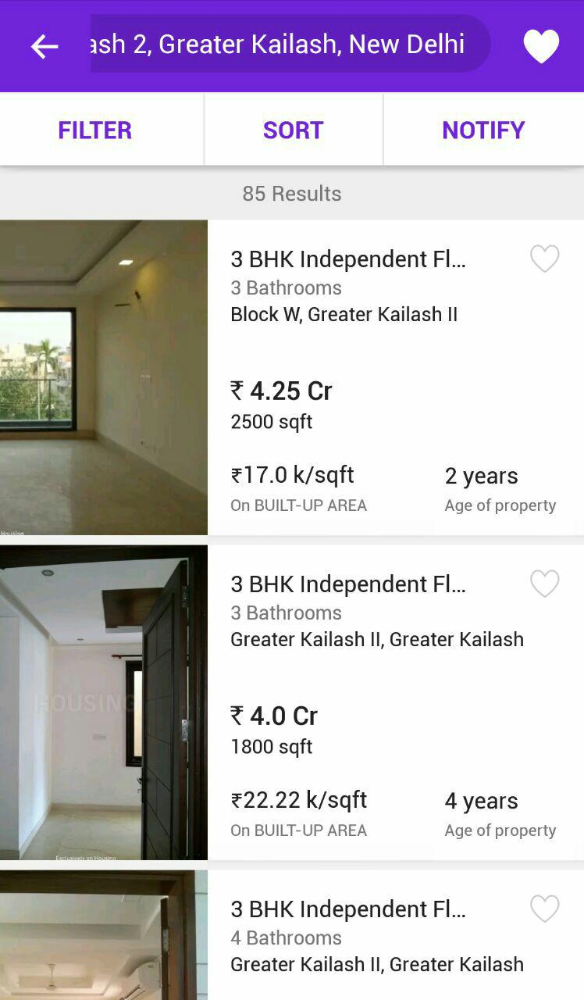 ash 2, Greater Kailash, New Delhi
FILTER SORT NOTIFY
85 Results
3 BHK Independent Fl...
3 Bathrooms
Block W, Greater Kailash II
₹ 4.25 Cr
2500 sqft
₹17.0 k/sqft 2 years
On BUILT-UP AREA Age of property
Housing
3 BHK Independent Fl...
3 Bathrooms
Greater Kailash II, Greater Kailash
HOUSING
₹ 4.0 Cr
1800 sqft
₹22.22 k/sqft 4 years
On BUILT-UP AREA Age of property
Exclusively on Housing
3 BHK Independent Fl...
4 Bathrooms
Greater Kailash II, Greater Kailash